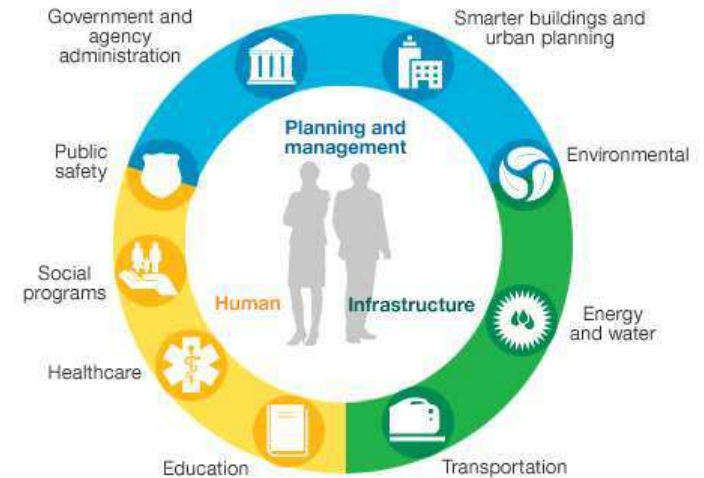 Government and
agency
administration
Smarter buildings and
urban planning
Planning and
management
Public
safety
Environmental
Social
programs
Human
Infrastructure
Energy
and water
Healthcare
Education
Transportation